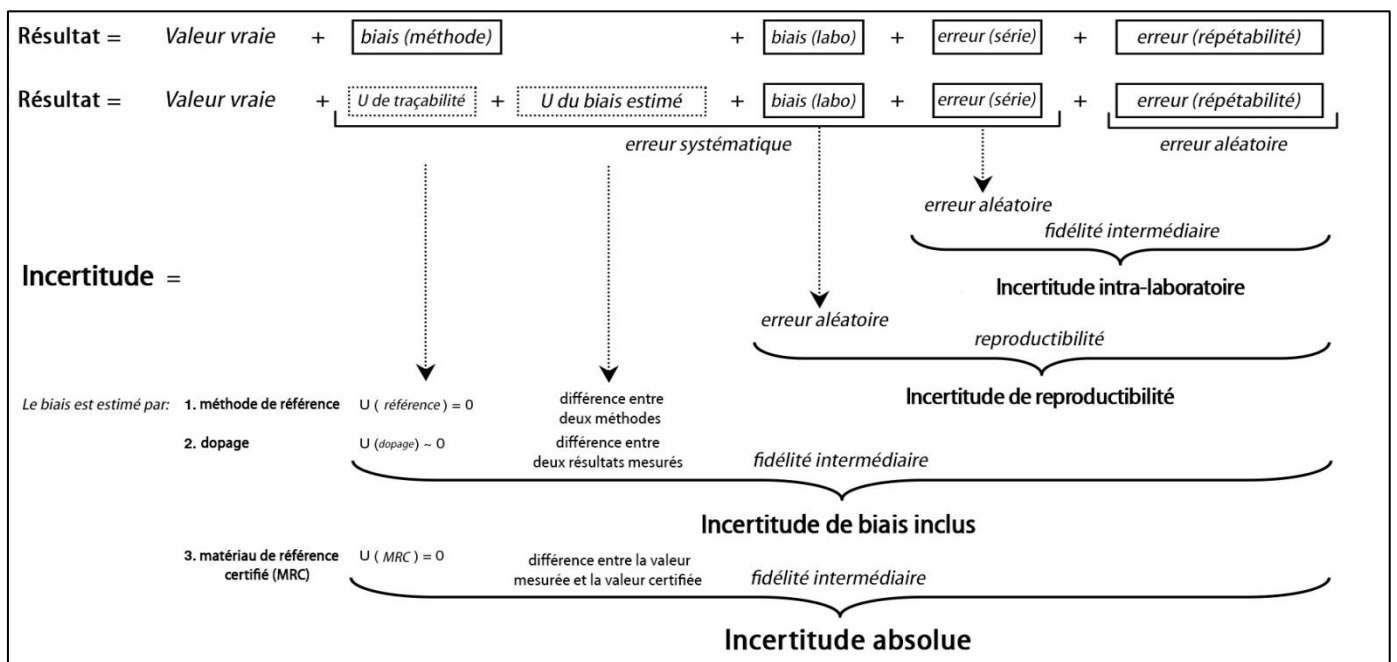 Résultat = Valeur vraie + biais (méthode) + biais (labo) + erreur (série) + erreur (répétabilité)
Résultat = Valeur vraie + U de traçabilité + U du biais estimé + biais (labo) + erreur (série) + erreur (répétabilité)
erreur systématique
erreur aléatoire
erreur aléatoire
fidélité intermédiaire
Incertitude =
Incertitude intra-laboratoire
erreur aléatoire
reproductibilité
Incertitude de reproductibilité
Le biais est estimé par: 1. méthode de référence U ( référence ) = 0 différence entre
deux méthodes
2. dopage U (dopage) ~ 0 différence entre
deux résultats mesurés
fidélité intermédiaire
Incertitude de biais inclus
3. matériau de référence U ( MRC ) = 0 différence entre la valeur
certifié (MRC) mesurée et la valeur certifiée
fidélité intermédiaire
Incertitude absolue